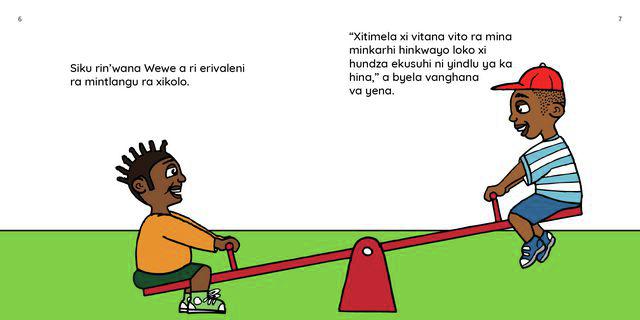 6
7
Siku rin’wana Wewe a ri erivaleni
ra mintlangu ra xikolo.
“Xitimela xi vitana vito ra mina
minkarhi hinkwayo loko xi
hundza ekusuhi ni yindlu ya ka
hina,” a byela vanghana
va yena.